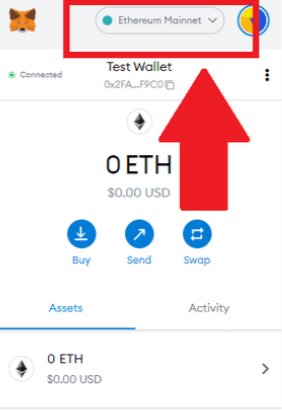 Ethereum Mainnet
Connected
Test Wallet
0x2FA...F9C0
0 ETH
$0.00 USD
Buy Send Swap
Assets Activity
0 ETH
$0.00 USD